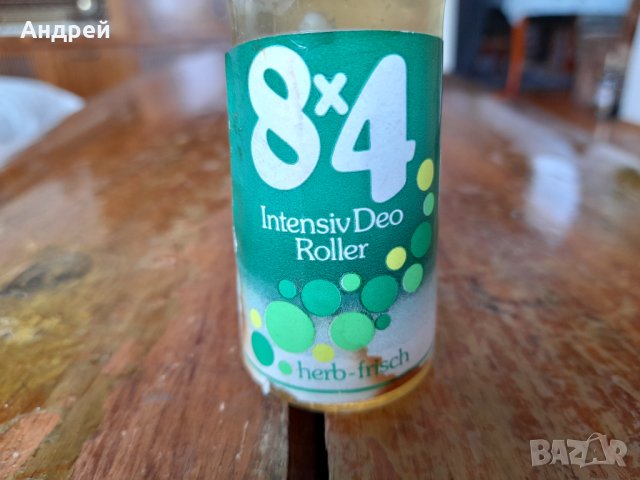 Андрей
8x4
Intensiv Deo
Roller
herb-frisch
BAZAR